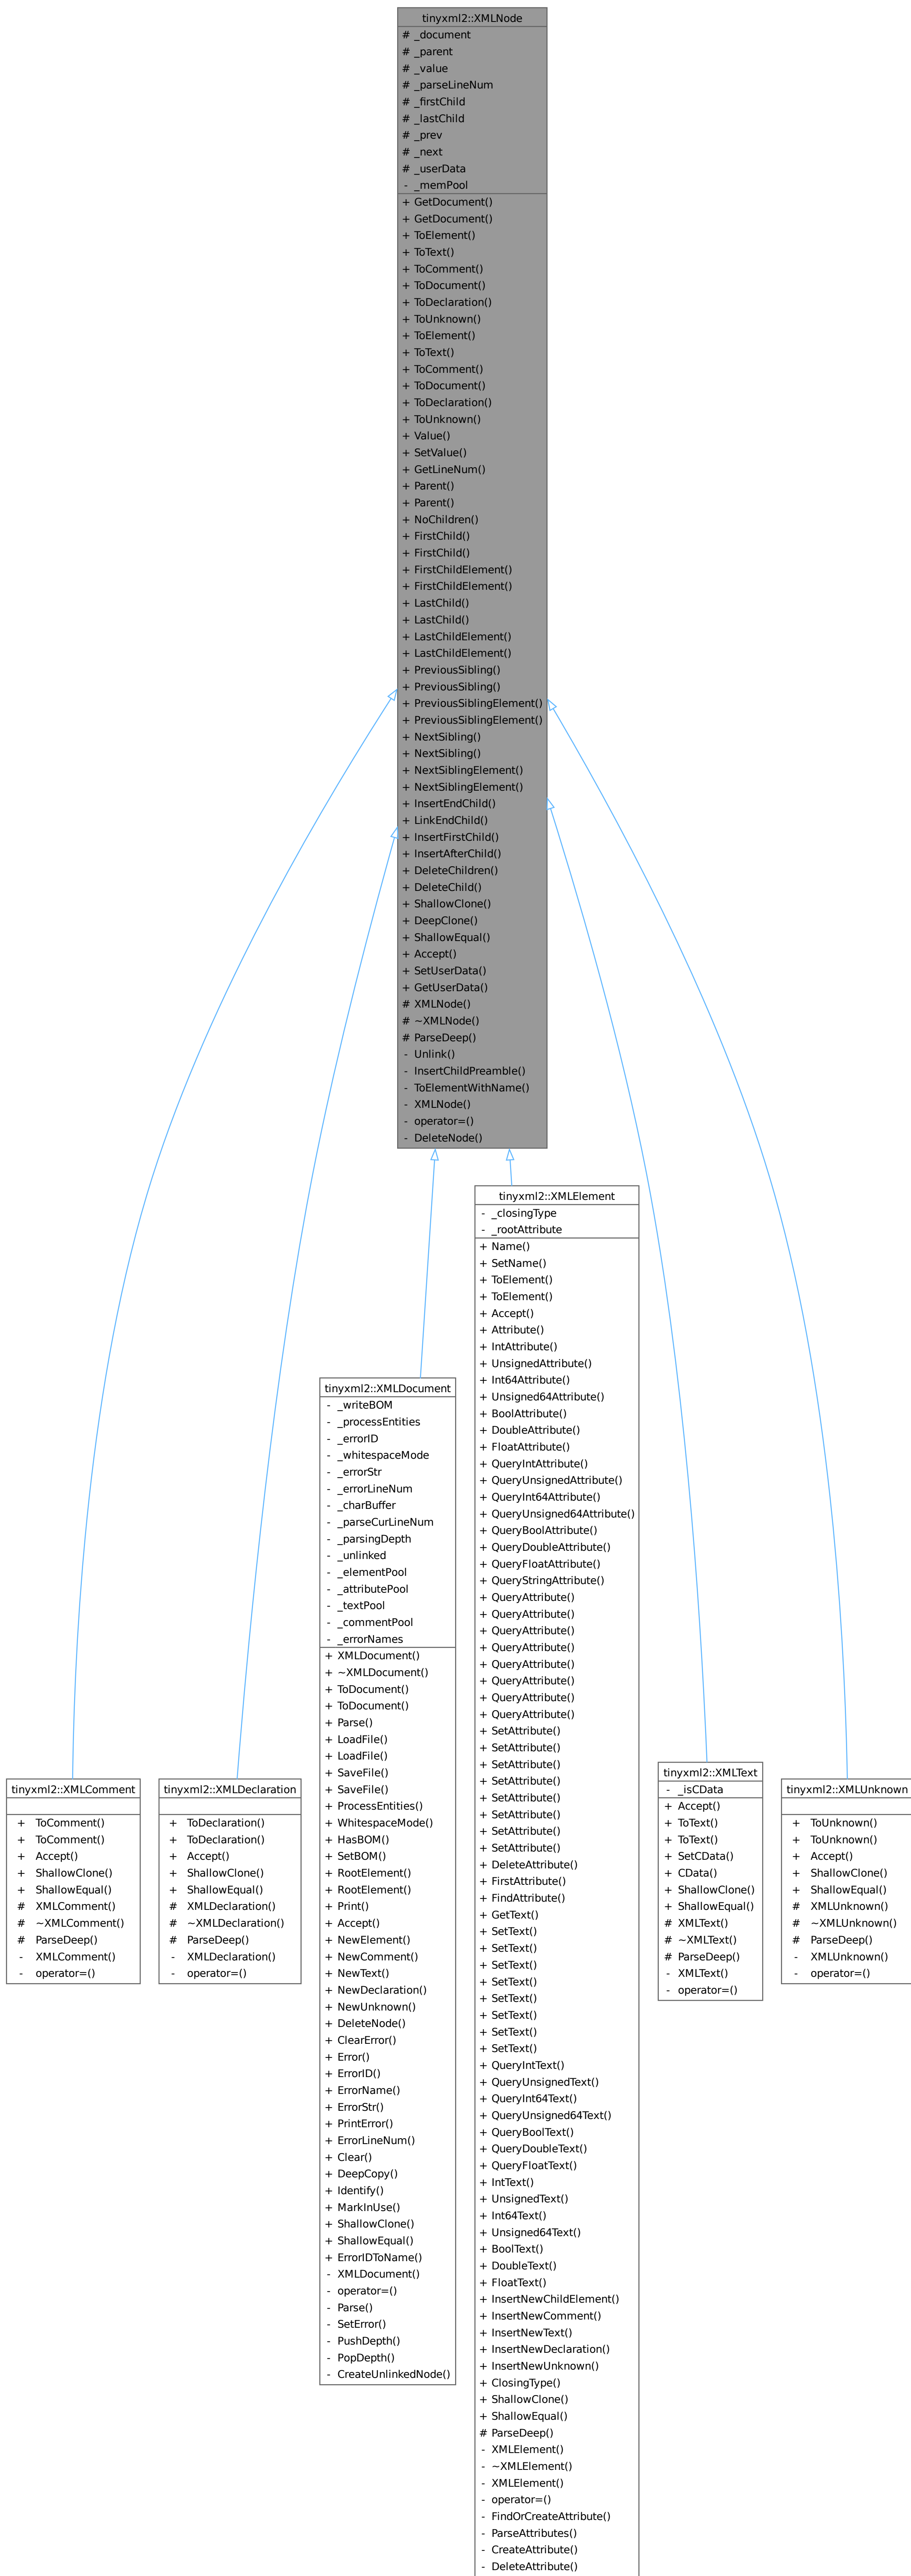 tinyxml2::XMLNode
# _document
# _parent
# _value
# _parseLineNum
# _firstChild
# _lastChild
# _prev
# _next
# _userData
- _memPool
+ GetDocument()
+ GetDocument()
+ ToElement()
+ ToText()
+ ToComment()
+ ToDocument()
+ ToDeclaration()
+ ToUnknown()
+ ToElement()
+ ToText()
+ ToComment()
+ ToDocument()
+ ToDeclaration()
+ ToUnknown()
+ Value()
+ SetValue()
+ GetLineNum()
+ Parent()
+ Parent()
+ NoChildren()
+ FirstChild()
+ FirstChild()
+ FirstChildElement()
+ FirstChildElement()
+ LastChild()
+ LastChild()
+ LastChildElement()
+ LastChildElement()
+ PreviousSibling()
+ PreviousSibling()
+ PreviousSiblingElement()
+ PreviousSiblingElement()
+ NextSibling()
+ NextSibling()
+ NextSiblingElement()
+ NextSiblingElement()
+ InsertEndChild()
+ LinkEndChild()
+ InsertFirstChild()
+ InsertAfterChild()
+ DeleteChildren()
+ DeleteChild()
+ ShallowClone()
+ DeepClone()
+ ShallowEqual()
+ Accept()
+ SetUserData()
+ GetUserData()
# XMLNode()
# ~XMLNode()
# ParseDeep()
- Unlink()
- InsertChildPreamble()
- ToElementWithName()
- XMLNode()
- operator=()
- DeleteNode()
tinyxml2::XMLComment
+ ToComment()
+ ToComment()
+ Accept()
+ ShallowClone()
+ ShallowEqual()
# XMLComment()
# ~XMLComment()
# ParseDeep()
- XMLComment()
- operator=()
tinyxml2::XMLDeclaration
+ ToDeclaration()
+ ToDeclaration()
+ Accept()
+ ShallowClone()
+ ShallowEqual()
# XMLDeclaration()
# ~XMLDeclaration()
# ParseDeep()
- XMLDeclaration()
- operator=()
tinyxml2::XMLDocument
- _writeBOM
- _processEntities
- _errorID
- _whitespaceMode
- _errorStr
- _errorLineNum
- _charBuffer
- _parseCurLineNum
- _parsingDepth
- _unlinked
- _elementPool
- _attributePool
- _textPool
- _commentPool
- _errorNames
+ XMLDocument()
+ ~XMLDocument()
+ ToDocument()
+ ToDocument()
+ Parse()
+ LoadFile()
+ LoadFile()
+ SaveFile()
+ SaveFile()
+ ProcessEntities()
+ WhitespaceMode()
+ HasBOM()
+ SetBOM()
+ RootElement()
+ RootElement()
+ Print()
+ Accept()
+ NewElement()
+ NewComment()
+ NewText()
+ NewDeclaration()
+ NewUnknown()
+ DeleteNode()
+ ClearError()
+ Error()
+ ErrorID()
+ ErrorName()
+ ErrorStr()
+ PrintError()
+ ErrorLineNum()
+ Clear()
+ DeepCopy()
+ Identify()
+ MarkInUse()
+ ShallowClone()
+ ShallowEqual()
+ ErrorIDToName()
- XMLDocument()
- operator=()
- Parse()
- SetError()
- PushDepth()
- PopDepth()
- CreateUnlinkedNode()
tinyxml2::XMLElement
- _closingType
- _rootAttribute
+ Name()
+ SetName()
+ ToElement()
+ ToElement()
+ Accept()
+ Attribute()
+ IntAttribute()
+ UnsignedAttribute()
+ Int64Attribute()
+ Unsigned64Attribute()
+ BoolAttribute()
+ DoubleAttribute()
+ FloatAttribute()
+ QueryIntAttribute()
+ QueryUnsignedAttribute()
+ QueryInt64Attribute()
+ QueryUnsigned64Attribute()
+ QueryBoolAttribute()
+ QueryDoubleAttribute()
+ QueryFloatAttribute()
+ QueryStringAttribute()
+ QueryAttribute()
+ QueryAttribute()
+ QueryAttribute()
+ QueryAttribute()
+ QueryAttribute()
+ QueryAttribute()
+ QueryAttribute()
+ QueryAttribute()
+ SetAttribute()
+ SetAttribute()
+ SetAttribute()
+ SetAttribute()
+ SetAttribute()
+ SetAttribute()
+ SetAttribute()
+ SetAttribute()
+ DeleteAttribute()
+ FirstAttribute()
+ FindAttribute()
+ GetText()
+ SetText()
+ SetText()
+ SetText()
+ SetText()
+ SetText()
+ SetText()
+ SetText()
+ SetText()
+ QueryIntText()
+ QueryUnsignedText()
+ QueryInt64Text()
+ QueryUnsigned64Text()
+ QueryBoolText()
+ QueryDoubleText()
+ QueryFloatText()
+ IntText()
+ UnsignedText()
+ Int64Text()
+ Unsigned64Text()
+ BoolText()
+ DoubleText()
+ FloatText()
+ InsertNewChildElement()
+ InsertNewComment()
+ InsertNewText()
+ InsertNewDeclaration()
+ InsertNewUnknown()
+ ClosingType()
+ ShallowClone()
+ ShallowEqual()
# ParseDeep()
- XMLElement()
- ~XMLElement()
- XMLElement()
- operator=()
- FindOrCreateAttribute()
- ParseAttributes()
- CreateAttribute()
- DeleteAttribute()
tinyxml2::XMLText
- _isCData
+ Accept()
+ ToText()
+ ToText()
+ SetCData()
+ CData()
+ ShallowClone()
+ ShallowEqual()
# XMLText()
# ~XMLText()
# ParseDeep()
- XMLText()
- operator=()
tinyxml2::XMLUnknown
+ ToUnknown()
+ ToUnknown()
+ Accept()
+ ShallowClone()
+ ShallowEqual()
# XMLUnknown()
# ~XMLUnknown()
# ParseDeep()
- XMLUnknown()
- operator=()